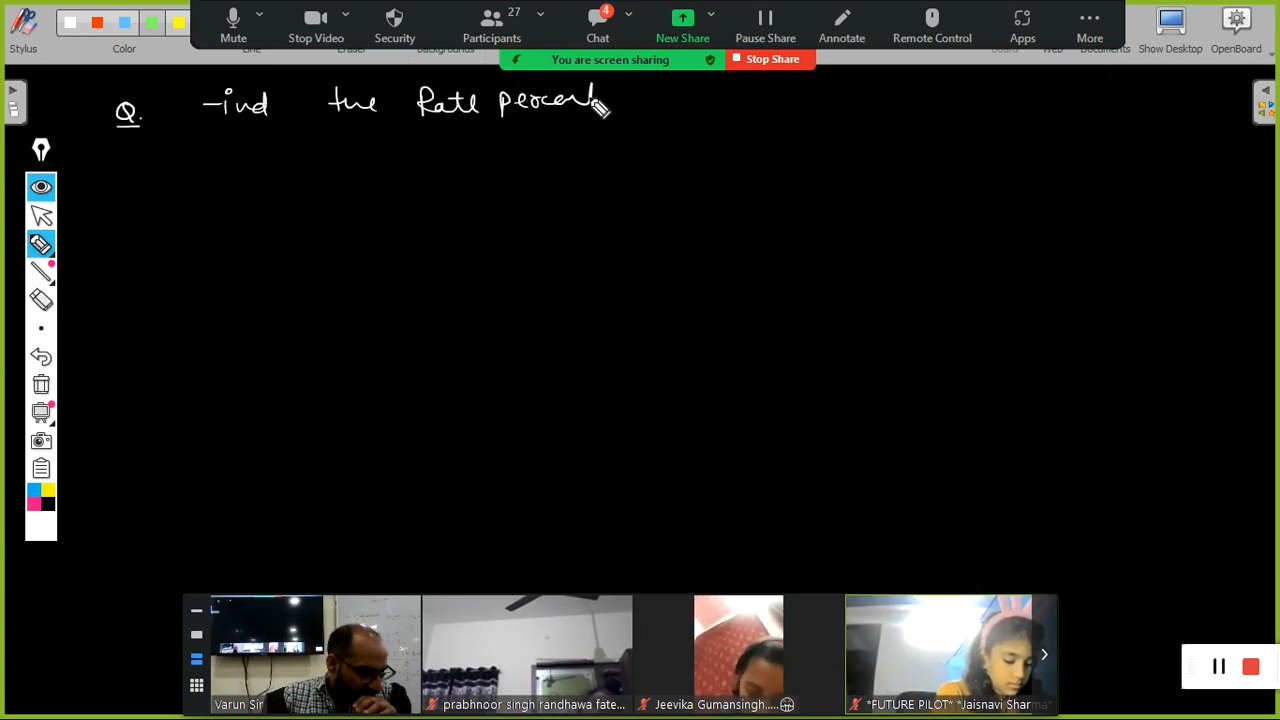 27
4
Mute
Stop Video
Security
Participants
Chat
New Share
Pause Share
Annotate
Remote Control
Apps
More
Stylus
Color
Show Desktop
OpenBoard
You are screen sharing
Stop Share
Q. -ind the Rate percent
Varun Sir
prabhnoor singh randhawa fate...
Jeevika Gumansingh....
*FUTURE PILOT* *Jaisnavi Sharma*